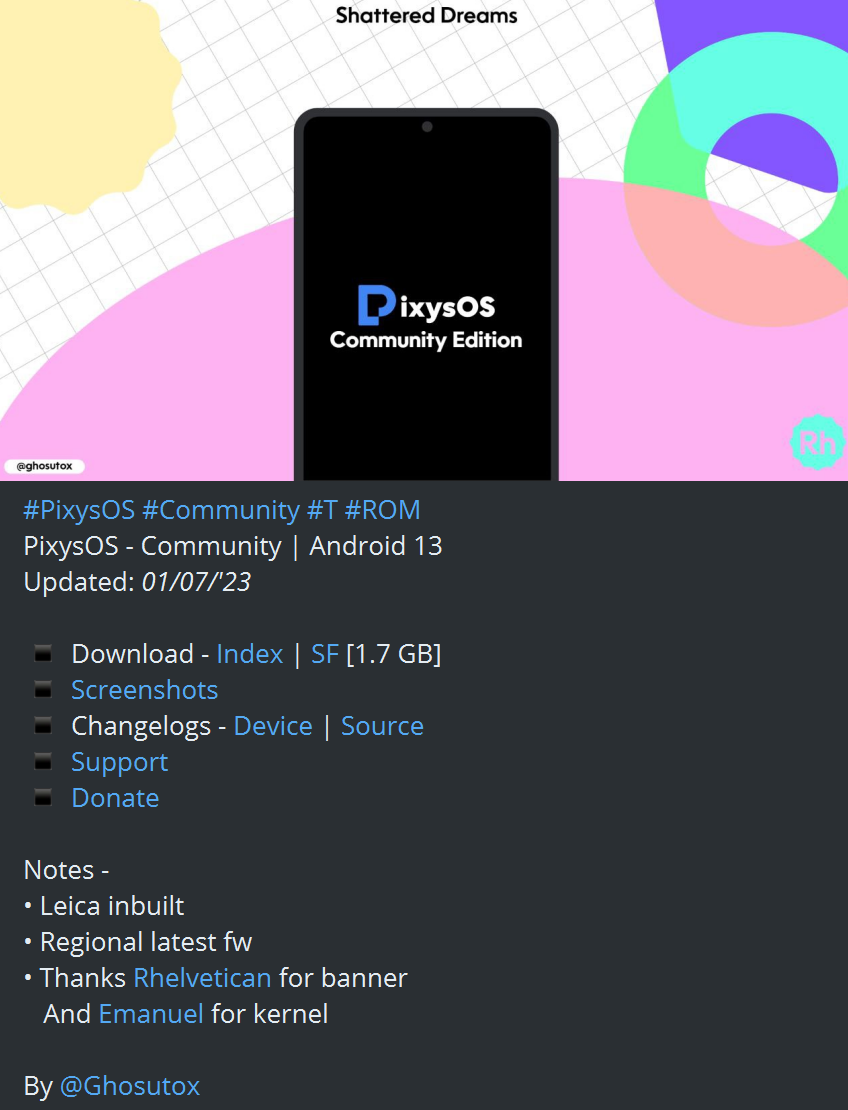 Shattered Dreams
PixysOS
Community Edition
@ghosutox
Rh
#PixysOS #Community #T #ROM
PixysOS - Community | Android 13
Updated: 01/07/'23
▪ Download - Index | SF [1.7 GB]
▪ Screenshots
▪ Changelogs - Device | Source
▪ Support
▪ Donate
Notes -
• Leica inbuilt
• Regional latest fw
• Thanks Rhelvetican for banner
And Emanuel for kernel
By @Ghosutox